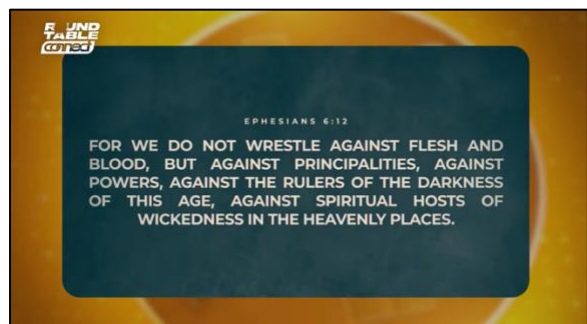 ROUND
TABLE
connect
EPHESIANS 6:12
FOR WE DO NOT WRESTLE AGAINST FLESH AND
BLOOD, BUT AGAINST PRINCIPALITIES, AGAINST
POWERS, AGAINST THE RULERS OF THE DARKNESS
OF THIS AGE, AGAINST SPIRITUAL HOSTS OF
WICKEDNESS IN THE HEAVENLY PLACES.